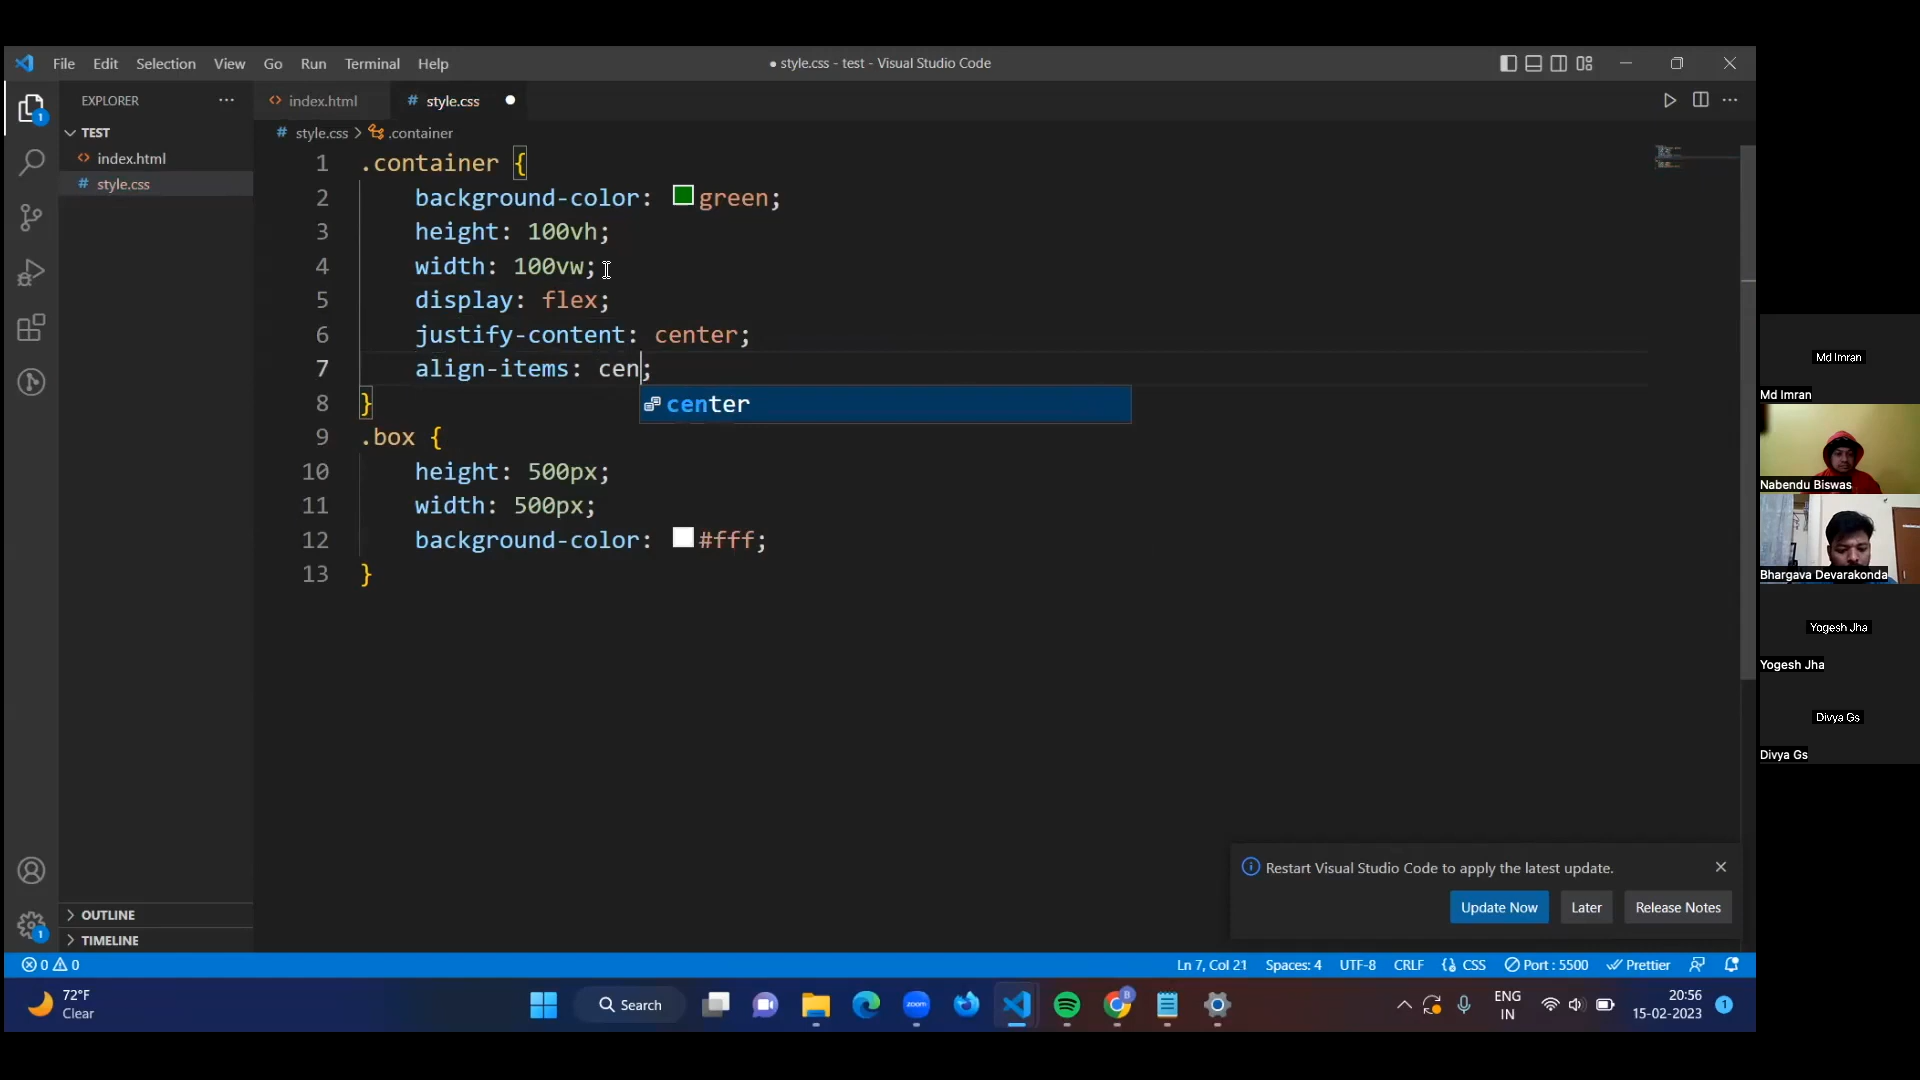 File Edit Selection View Go Run Terminal Help
● style.css - test - Visual Studio Code
EXPLORER ···
<> index.html
# style.css ●
# style.css > .container
TEST
<> index.html
# style.css
1 .container {
2 background-color: green;
3 height: 100vh;
4 width: 100vw;
5 display: flex;
6 justify-content: center;
7 align-items: cen;
center
8 }
9 .box {
10 height: 500px;
11 width: 500px;
12 background-color: #fff;
13 }
Md Imran
Md Imran
Nabendu Biswas
Bhargava Devarakonda
Yogesh Jha
Yogesh Jha
Divya Gs
Divya Gs
Restart Visual Studio Code to apply the latest update.
Update Now Later Release Notes
1
OUTLINE
1
TIMELINE
0 0
Ln 7, Col 21 Spaces: 4 UTF-8 CRLF {} CSS Port : 5500 Prettier
72°F
Clear
Search
zoom
B
ENG
IN
20:56
15-02-2023
1